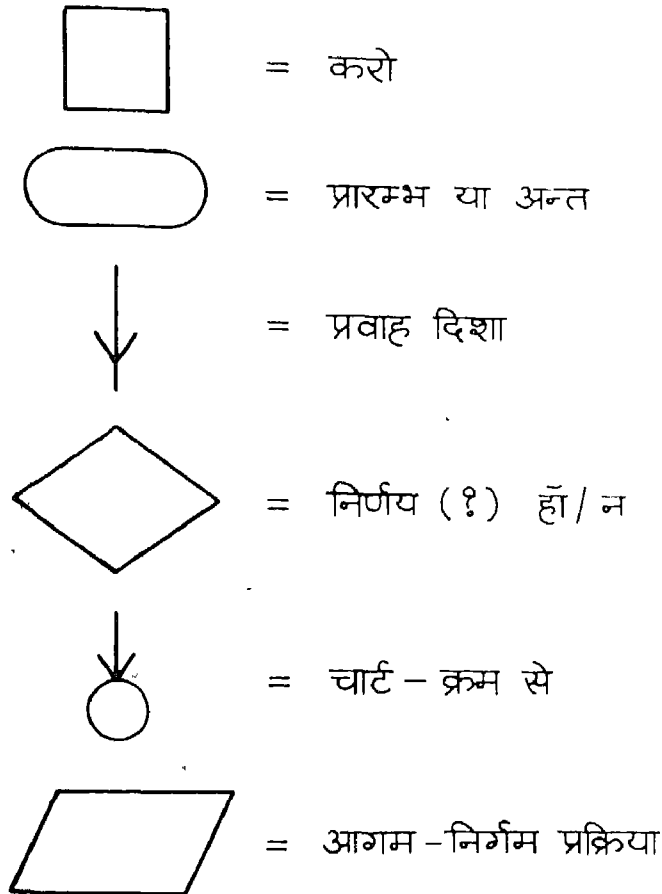 = करो
= प्रारम्भ या अन्त
= प्रवाह दिशा
= निर्णय (?) हाँ / न
= चार्ट - क्रम से
= आगम - निर्गम प्रक्रिया